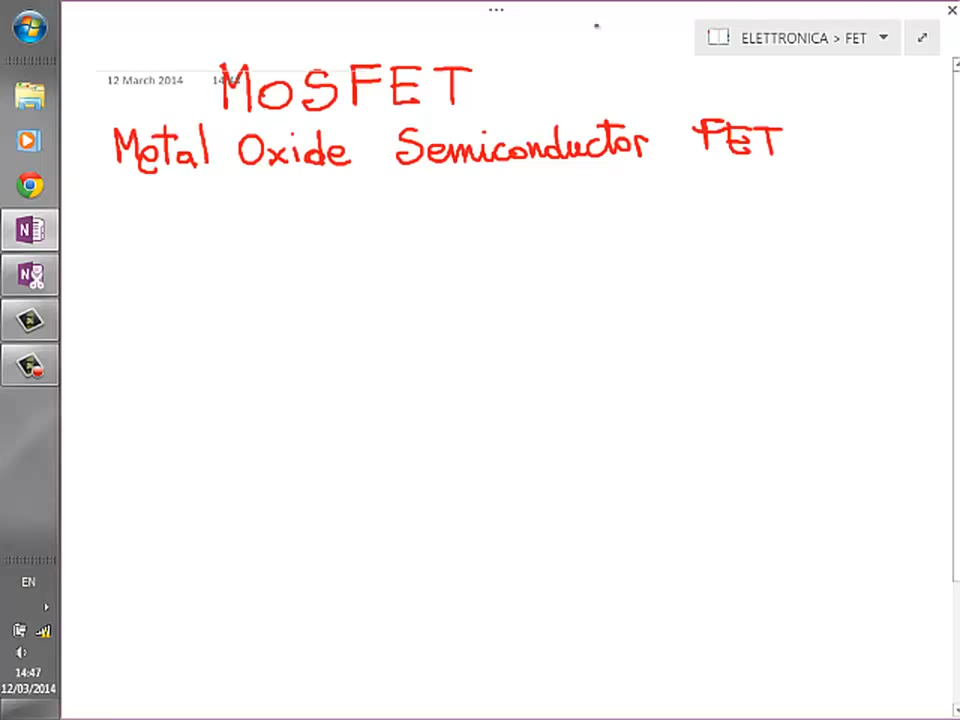 ...
ELETTRONICA > FET
12 March 2014
MOSFET
Metal Oxide Semiconductor FET
N
N
EN
14:47
12/03/2014